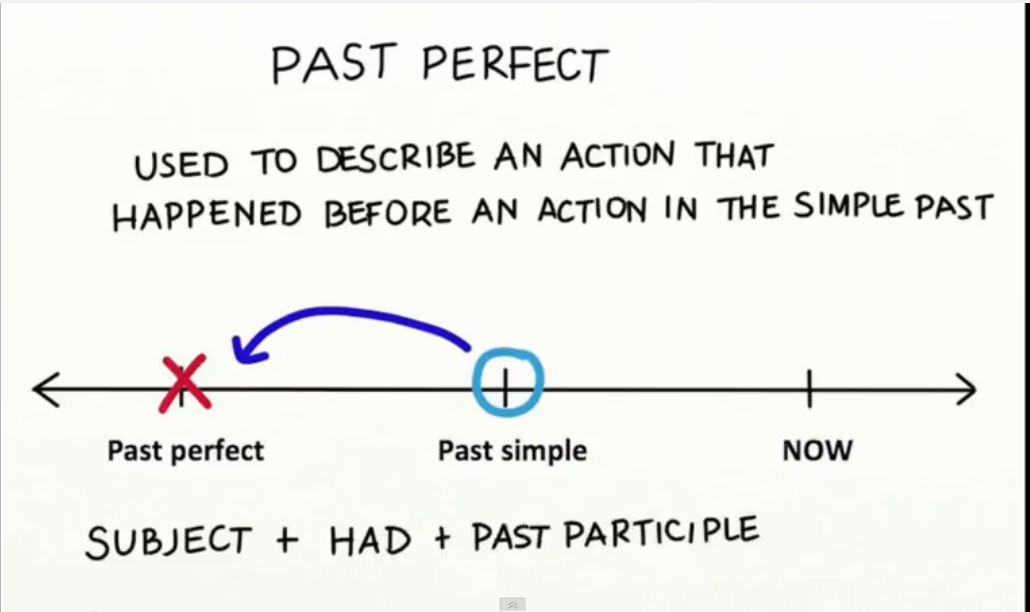 PAST PERFECT
USED TO DESCRIBE AN ACTION THAT
HAPPENED BEFORE AN ACTION IN THE SIMPLE PAST
Past perfect
Past simple
NOW
SUBJECT + HAD + PAST PARTICIPLE